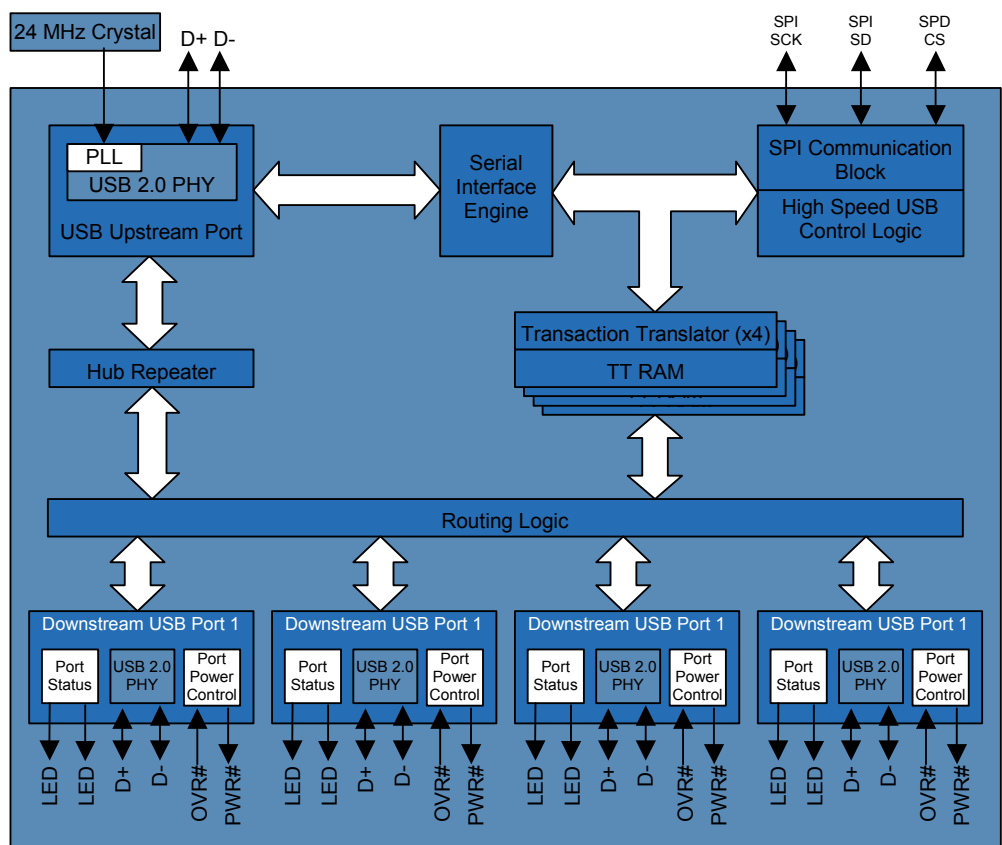 24 MHz Crystal
D+ D-
SPI
SCK
SPI
SD
SPD
CS
PLL
USB 2.0 PHY
USB Upstream Port
Serial
Interface
Engine
SPI Communication
Block
High Speed USB
Control Logic
Transaction Translator (x4)
TT RAM
Hub Repeater
Routing Logic
Downstream USB Port 1
Port
Status
USB 2.0
PHY
Port
Power
Control
LED
LED
D+
D-
OVR#
PWR#
Downstream USB Port 1
Port
Status
USB 2.0
PHY
Port
Power
Control
LED
LED
D+
D-
OVR#
PWR#
Downstream USB Port 1
Port
Status
USB 2.0
PHY
Port
Power
Control
LED
LED
D+
D-
OVR#
PWR#
Downstream USB Port 1
Port
Status
USB 2.0
PHY
Port
Power
Control
LED
LED
D+
D-
OVR#
PWR#